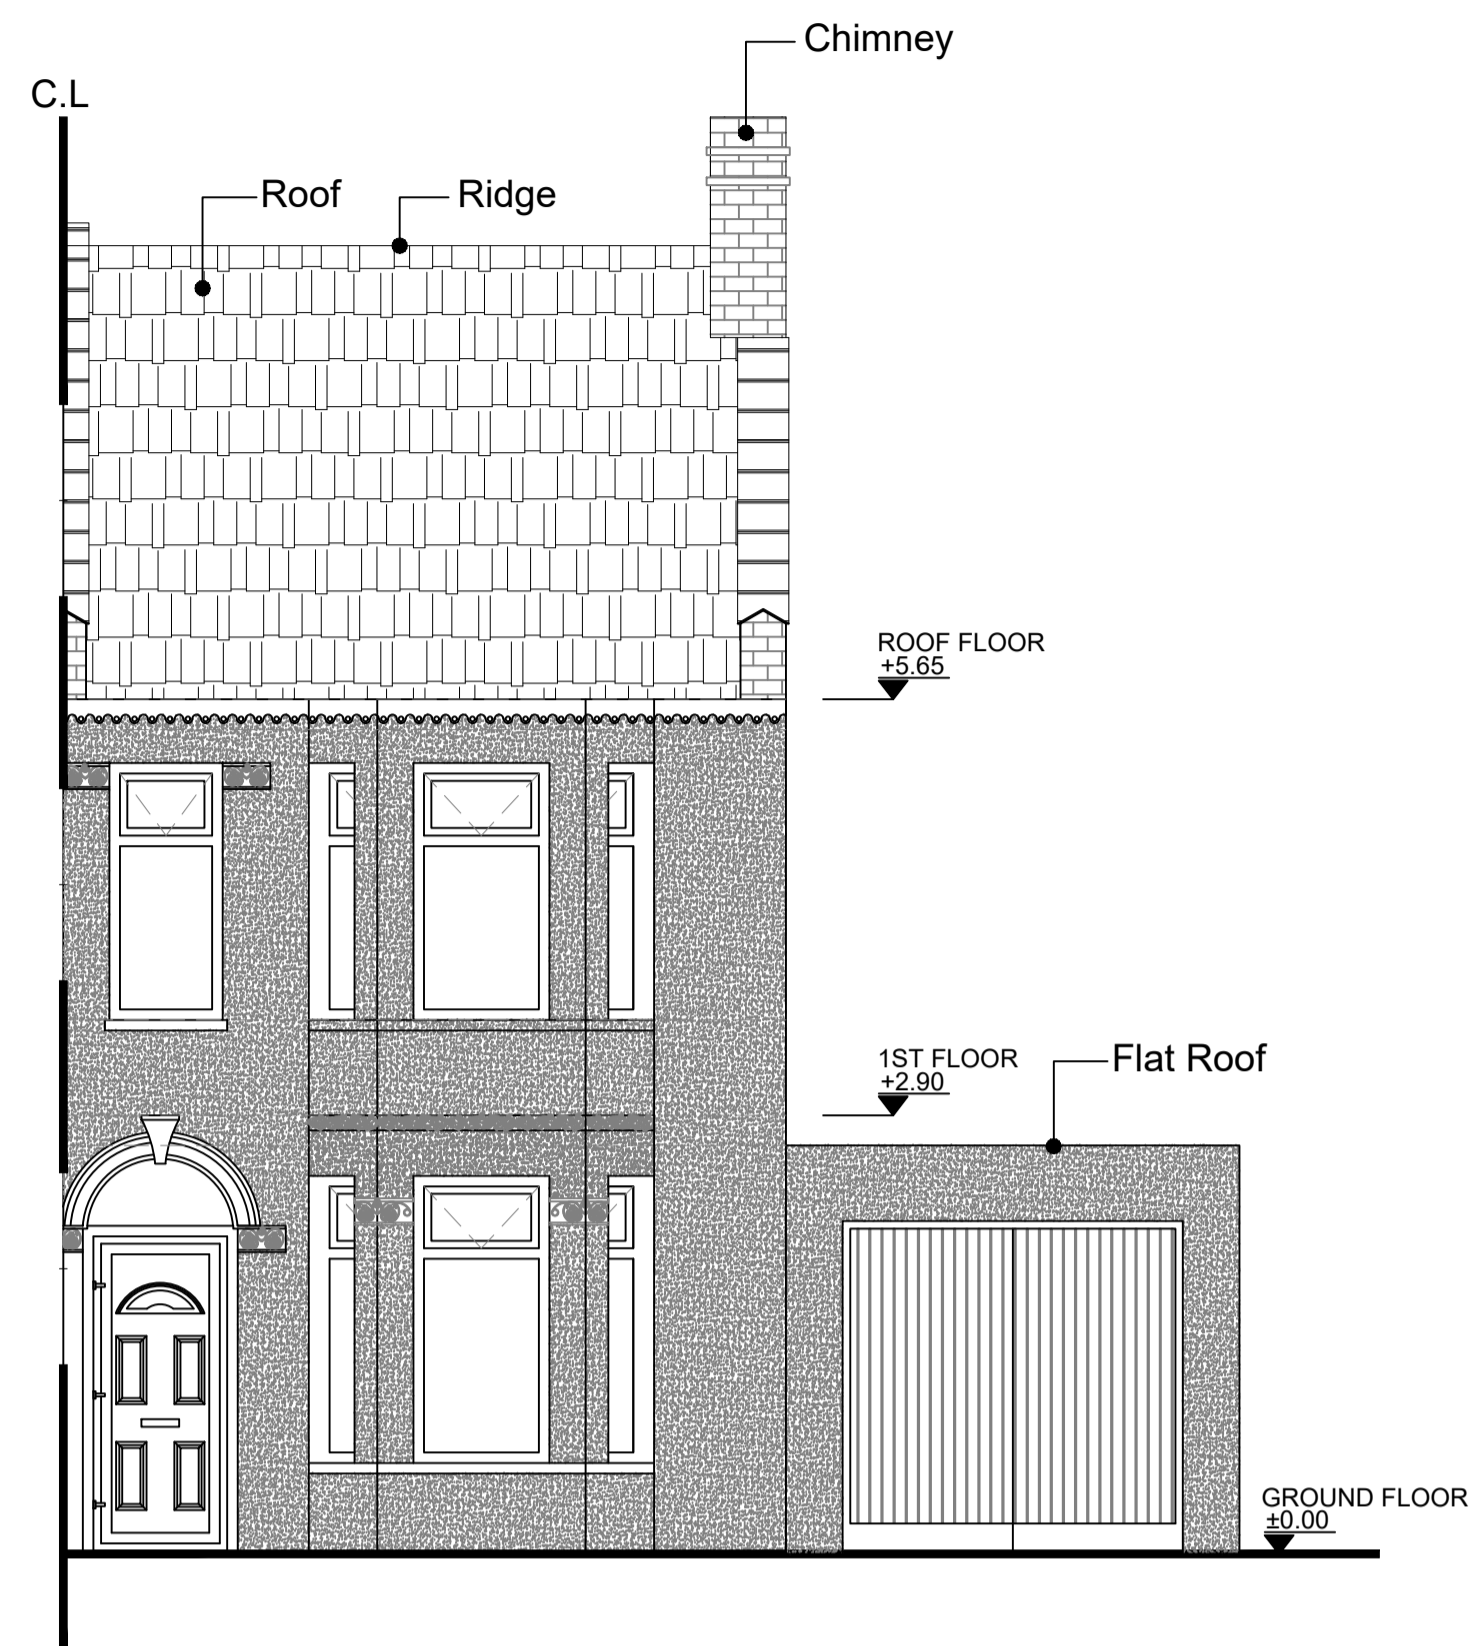 Chimney
C.L
Roof
Ridge
ROOF FLOOR
+5.65
1ST FLOOR
+2.90
Flat Roof
GROUND FLOOR
±0.00